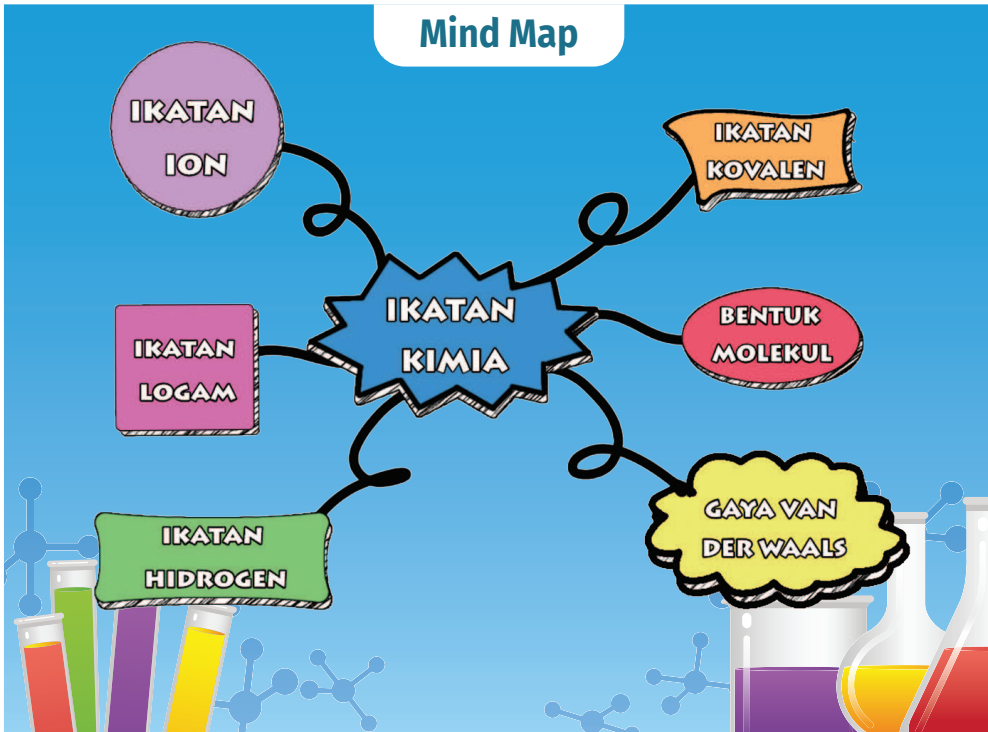 Mind Map
IKATAN
ION
IKATAN
KOVALEN
IKATAN
KIMIA
BENTUK
MOLEKUL
IKATAN
LOGAM
GAYA VAN
DER WAALS
IKATAN
HIDROGEN